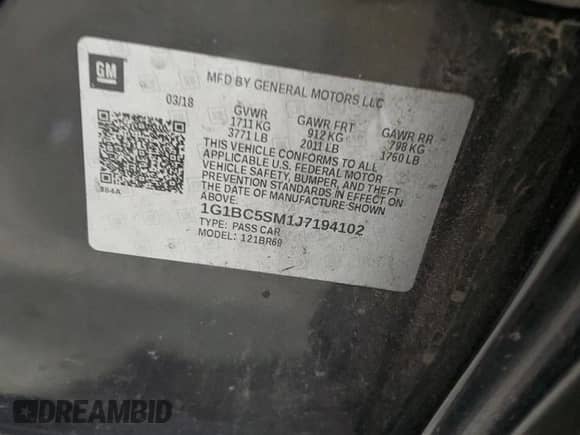 GM
MFD BY GENERAL MOTORS LLC
03/18
GVWR GAWR FRT GAWR RR
1711 KG 912 KG 798 KG
3771 LB 2011 LB 1760 LB
THIS VEHICLE CONFORMS TO ALL
APPLICABLE U.S. FEDERAL MOTOR
VEHICLE SAFETY, BUMPER, AND THEFT
PREVENTION STANDARDS IN EFFECT ON
THE DATE OF MANUFACTURE SHOWN
ABOVE.
1G1BC5SM1J7194102
TYPE: PASS CAR
MODEL: 121BR69
DREAMBID